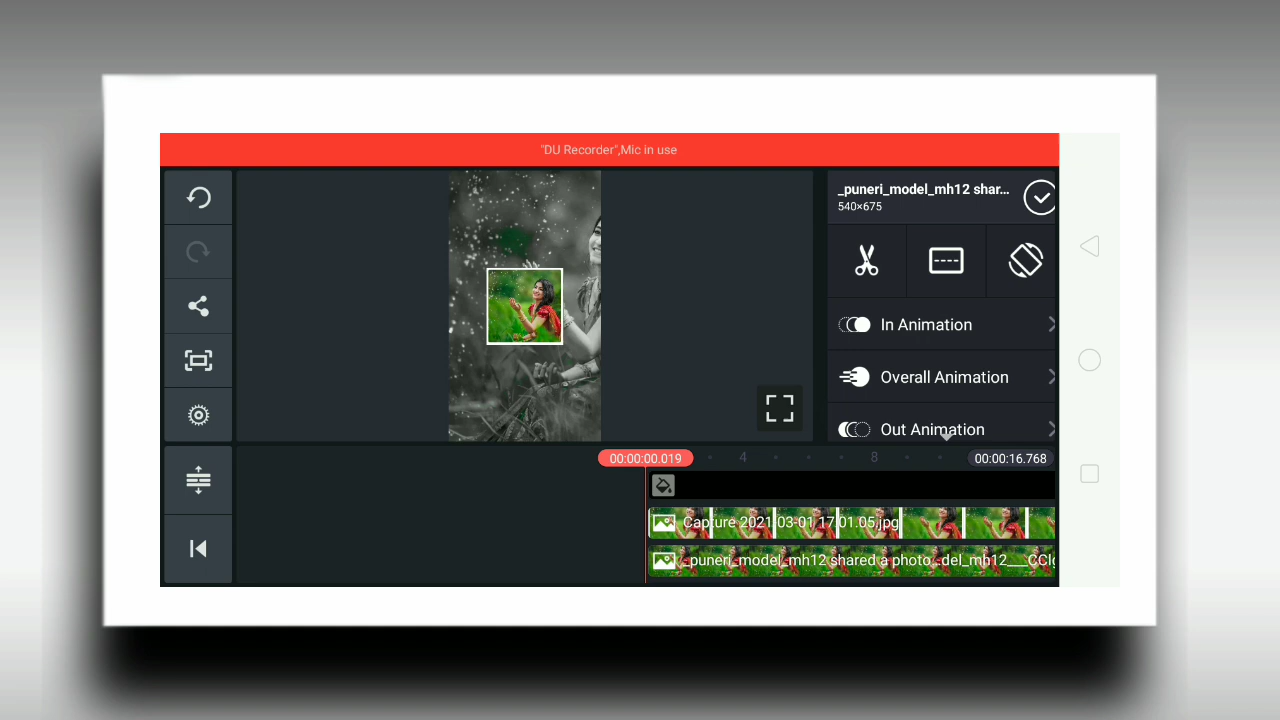 "DU Recorder",Mic in use
_puneri_model_mh12 shar...
540×675
In Animation
Overall Animation
Out Animation
00:00:00.019
4
8
00:00:16.768
Capture 2021-03-01 17:01.05.jpg
_puneri_model_mh12 shared a photo...del_mh12___CClg